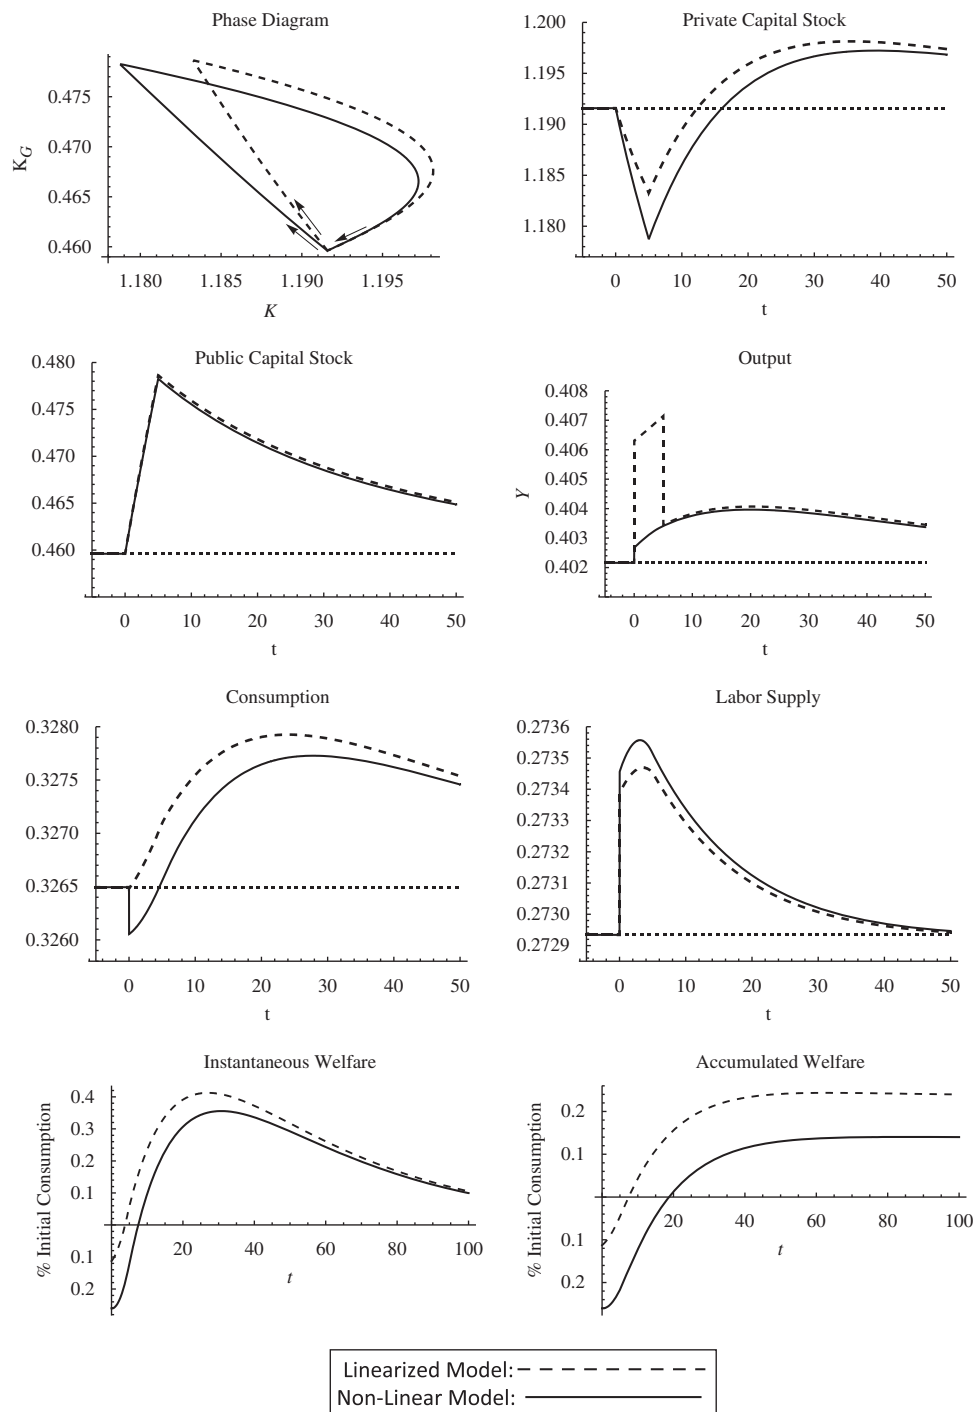 Phase Diagram
K_G
0.475
0.470
0.465
0.460
1.180 1.185 1.190 1.195
K
Private Capital Stock
1.200
1.195
1.190
1.185
1.180
0 10 20 30 40 50
t
Public Capital Stock
0.480
0.475
0.470
0.465
0.460
0 10 20 30 40 50
t
Output
Y
0.408
0.407
0.406
0.405
0.404
0.403
0.402
0 10 20 30 40 50
t
Consumption
0.3280
0.3275
0.3270
0.3265
0.3260
0 10 20 30 40 50
t
Labor Supply
0.2736
0.2735
0.2734
0.2733
0.2732
0.2731
0.2730
0.2729
0 10 20 30 40 50
t
Instantaneous Welfare
% Initial Consumption
0.4
0.3
0.2
0.1
0.1
0.2
20 40 60 80 100
t
Accumulated Welfare
% Initial Consumption
0.2
0.1
0.1
0.2
20 40 60 80 100
t
Linearized Model:
Non-Linear Model: